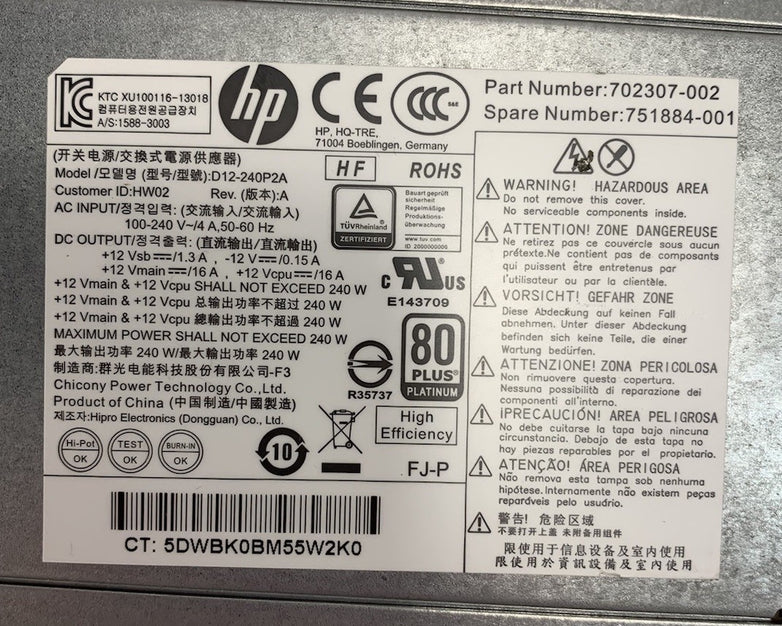 KTC XU100116-13018
컴퓨터용전원공급장치
A/S:1588-3003
hp
CE
CCC
S&E
HP, HQ-TRE,
71004 Boeblingen, Germany
Part Number:702307-002
Spare Number:751884-001
(开关电源/交換式電源供應器)
Model /모델명 (型号/型號):D12-240P2A
Customer ID:HW02 Rev. (版本):A
AC INPUT/정격입력: (交流输入/交流輸入)
100-240 V~/4 A,50-60 Hz
DC OUTPUT/정격출력: (直流输出/直流輸出)
+12 Vsb ⎓/1.3 A , -12 V ⎓/0.15 A
+12 Vmain ⎓/16 A , +12 Vcpu ⎓/16 A
+12 Vmain & +12 Vcpu SHALL NOT EXCEED 240 W
+12 Vmain & +12 Vcpu 总输出功率不超过 240 W
+12 Vmain & +12 Vcpu 總輸出功率不超過 240 W
MAXIMUM POWER SHALL NOT EXCEED 240 W
最大输出功率 240 W/最大輸出功率 240 W
制造商:群光电能科技股份有限公司-F3
Chicony Power Technology Co.,Ltd.
Product of China (中国制造/中國製造)
제조자:Hipro Electronics (Dongguan) Co., Ltd.
Hi-Pot
OK
TEST
OK
BURN-IN
OK
HF
ROHS
TÜVRheinland
ZERTIFIZIERT
Bauart geprüft
sicherheit
Regelmäßige
Produktions-
überwachung
www.tuv.com
ID 2000000006
c RU US
E143709
R35737
80
PLUS®
PLATINUM
High
Efficiency
10
FJ-P
CT: 5DWBK0BM55W2K0
WARNING! HAZARDOUS AREA
Do not remove this cover.
No serviceable components inside.
ATTENTION! ZONE DANGEREUSE
Ne retirez pas ce couvercle sous aucun
prétexte.Ne contient pas de composants
qui puissent être entretenus par
l'utilisateur ou par la clientèle.
VORSICHT! GEFAHR ZONE
Diese Abdeckung auf keinen Fall
abnehmen. Unter dieser Abdeckung
befinden sich keine Teile, die einer
Wartung bedürfen.
ATTENZIONE! ZONA PERICOLOSA
Non rimuovere questa copertura.
Nessuna possibilità di reparazione dei
componenti all'interno.
¡PRECAUCIÓN! AREA PELIGROSA
No debe cuitarse la tapa bajo ninguna
circunstancia. Debajo de esta tapa no
hay piezas reparables por el propietario.
ATENÇÃO! ÁREA PERIGOSA
Não remova esta tampa sob nenhuma
hipótese.Internamente não existem peças
reparpáveis pelo usuário.
警告! 危险区域
不要打开上盖 未附备用组件
限使用于信息设备及室内使用
限使用於資訊設備及室內使用